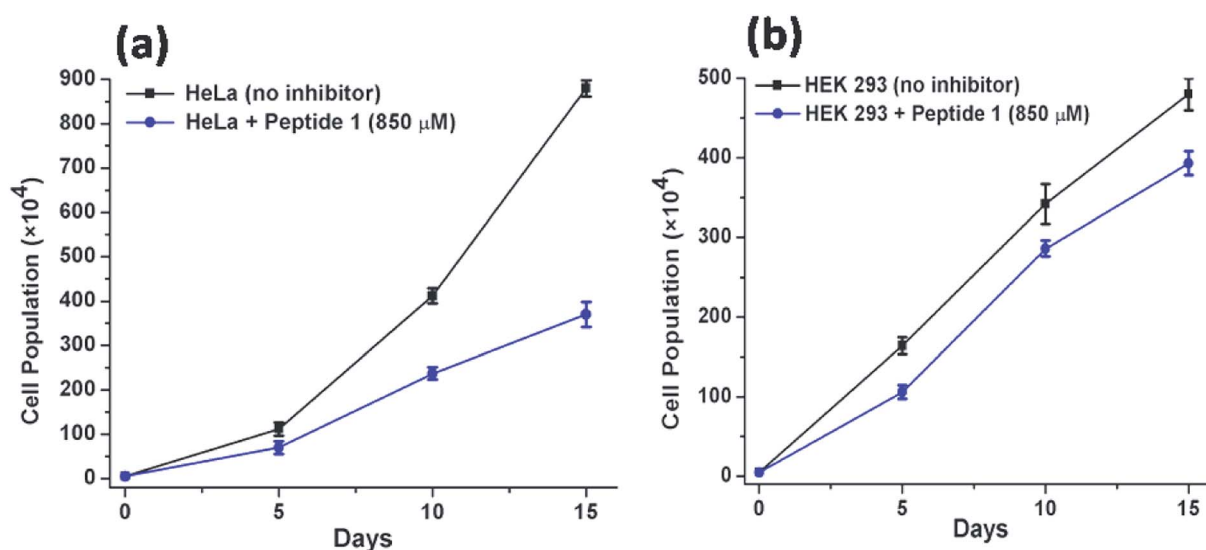 (a)
HeLa (no inhibitor)
HeLa + Peptide 1 (850 μM)
Cell Population (×10⁴)
900
800
700
600
500
400
300
200
100
0
0 5 10 15
Days
(b)
HEK 293 (no inhibitor)
HEK 293 + Peptide 1 (850 μM)
Cell Population (×10⁴)
500
400
300
200
100
0
0 5 10 15
Days